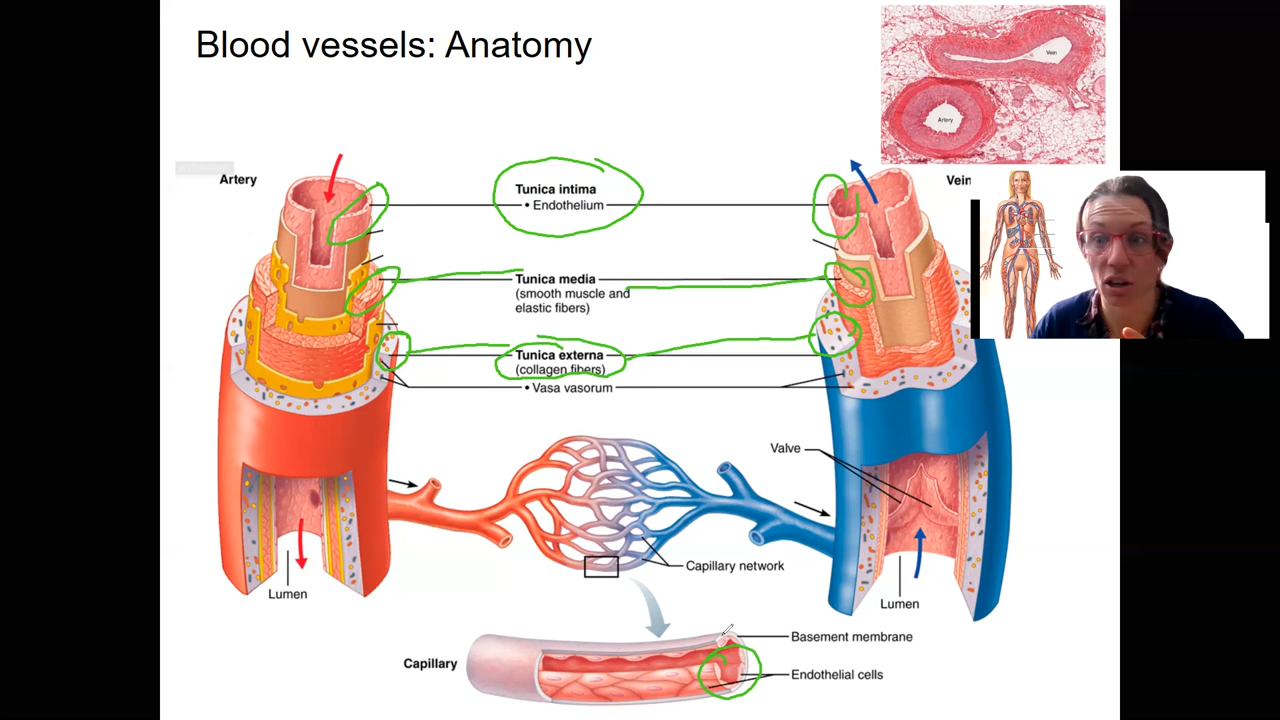 Blood vessels: Anatomy
Vein
Artery
Artery
Vein
Tunica intima
• Endothelium
Tunica media
(smooth muscle and
elastic fibers)
Tunica externa
(collagen fibers)
• Vasa vasorum
Valve
Capillary network
Lumen
Lumen
Basement membrane
Capillary
Endothelial cells